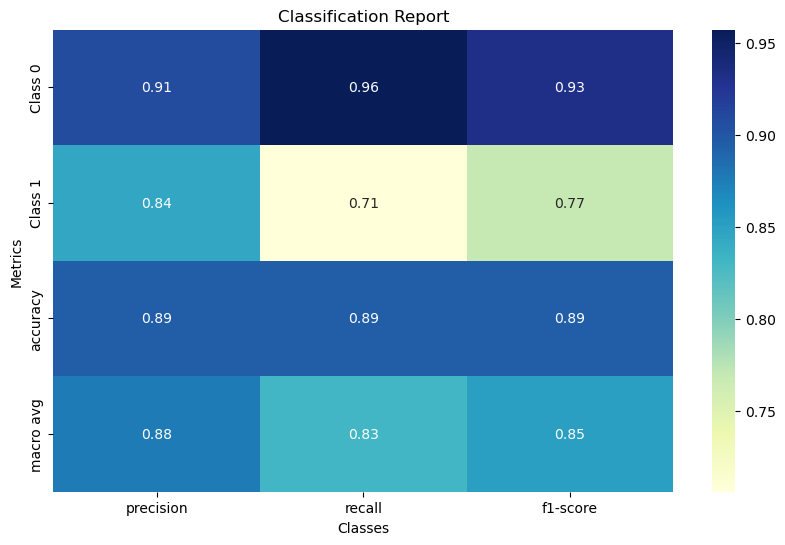 Classification Report
Metrics
Class 0
0.91 0.96 0.93
Class 1
0.84 0.71 0.77
accuracy
0.89 0.89 0.89
macro avg
0.88 0.83 0.85
precision recall f1-score
Classes
0.95
0.90
0.85
0.80
0.75